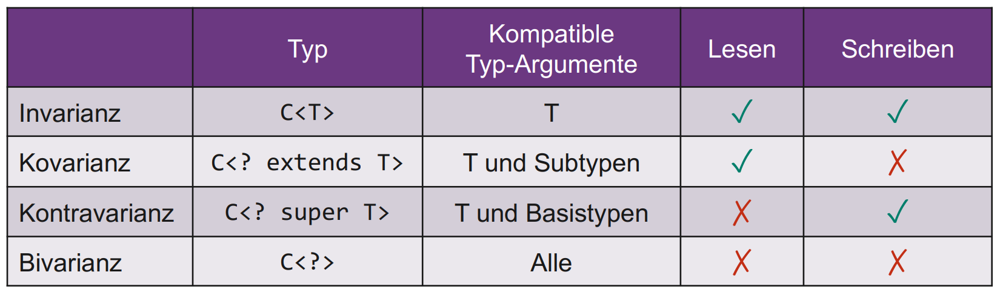 Typ
Kompatible
Typ-Argumente
Lesen
Schreiben
Invarianz C<T> T ✓ ✓
Kovarianz C<? extends T> T und Subtypen ✓ ✗
Kontravarianz C<? super T> T und Basistypen ✗ ✓
Bivarianz C<?> Alle ✗ ✗